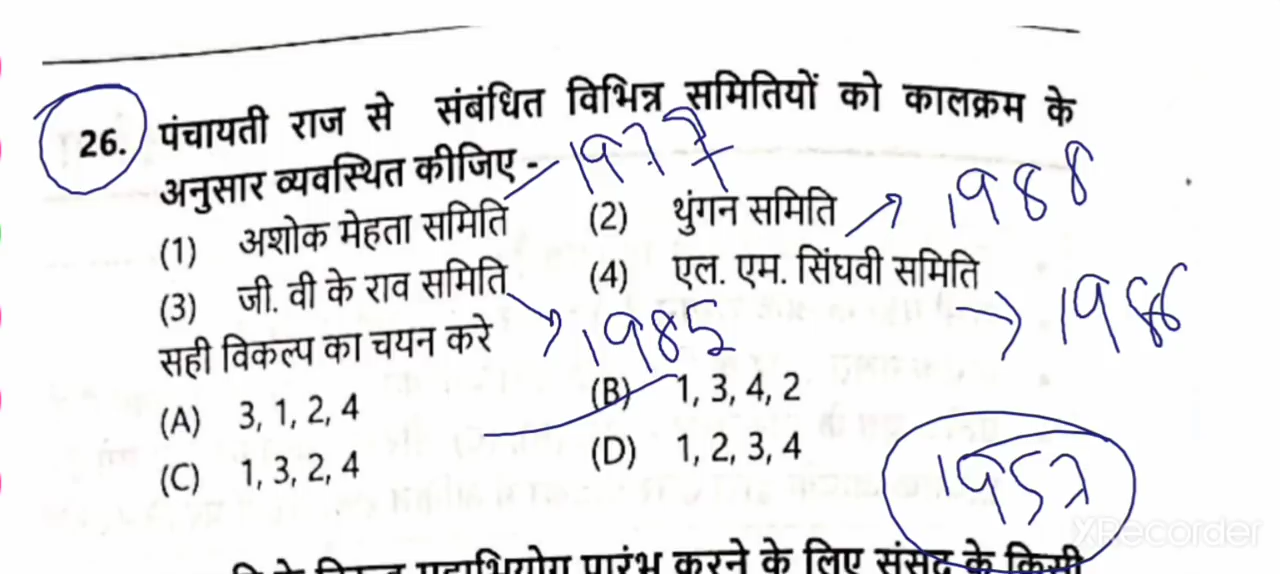 26. पंचायती राज से संबंधित विभिन्न समितियों को कालक्रम के
अनुसार व्यवस्थित कीजिए - 1977
(1) अशोक मेहता समिति (2) थुंगन समिति 1988
(3) जी. वी के राव समिति (4) एल. एम. सिंघवी समिति 1986
सही विकल्प का चयन करे 1985
(A) 3, 1, 2, 4 (B) 1, 3, 4, 2
(C) 1, 3, 2, 4 (D) 1, 2, 3, 4
1957
XRecorder
के लिए संसद के किसी